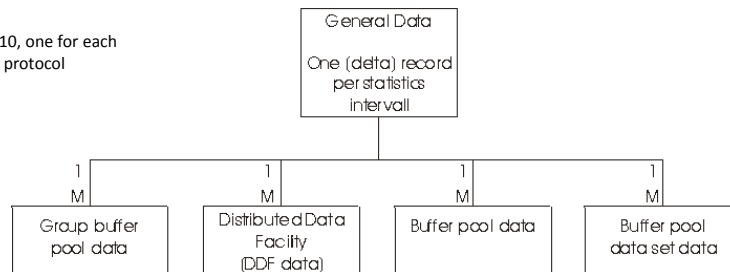 10, one for each
protocol
General Data
One (delta) record
per statistics
intervall
1
1
1
1
M
M
M
M
Group buffer
pool data
Distributed Data
Facility
(DDF data)
Buffer pool data
Buffer pool
data set data